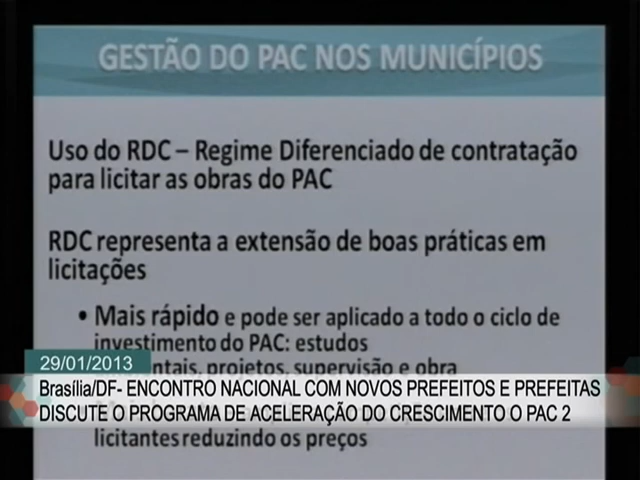 GESTÃO DO PAC NOS MUNICÍPIOS
Uso do RDC – Regime Diferenciado de contratação
para licitar as obras do PAC
RDC representa a extensão de boas práticas em
licitações
• Mais rápido e pode ser aplicado a todo o ciclo de
investimento do PAC: estudos
projetos, supervisão e obra
29/01/2013
Brasília/DF- ENCONTRO NACIONAL COM NOVOS PREFEITOS E PREFEITAS
DISCUTE O PROGRAMA DE ACELERAÇÃO DO CRESCIMENTO O PAC 2
licitantes reduzindo os preços